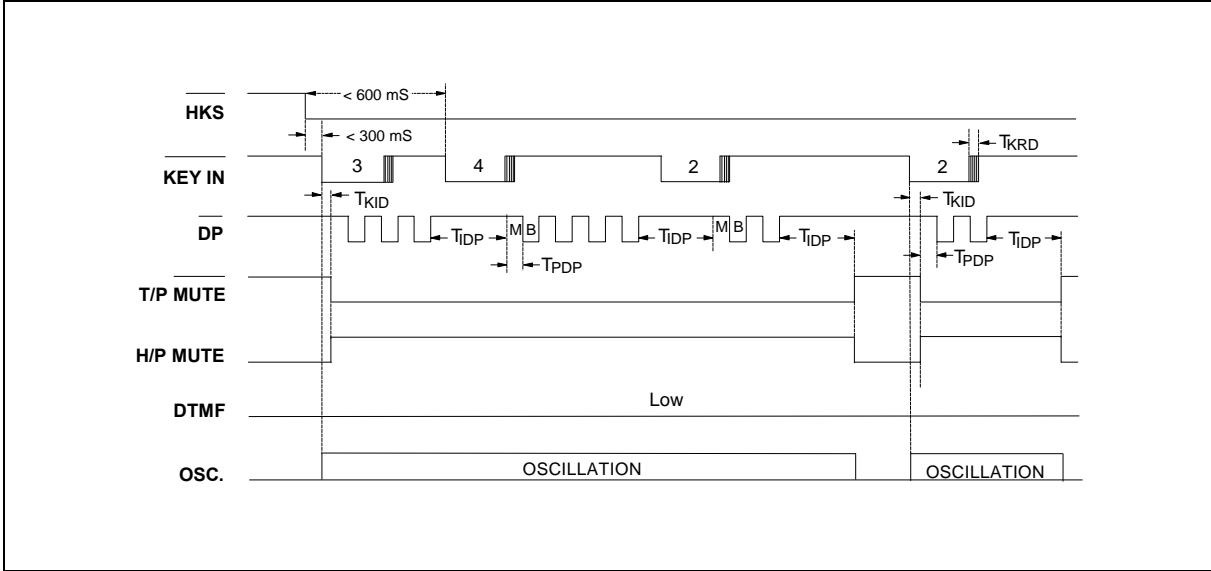 HKS
< 600 mS
< 300 mS
KEY IN
3
4
2
2
TKRD
TKID
TKID
DP
TIDP
M B
TIDP
M B
TIDP
TIDP
TPDP
TPDP
T/P MUTE
H/P MUTE
DTMF
Low
OSC.
OSCILLATION
OSCILLATION